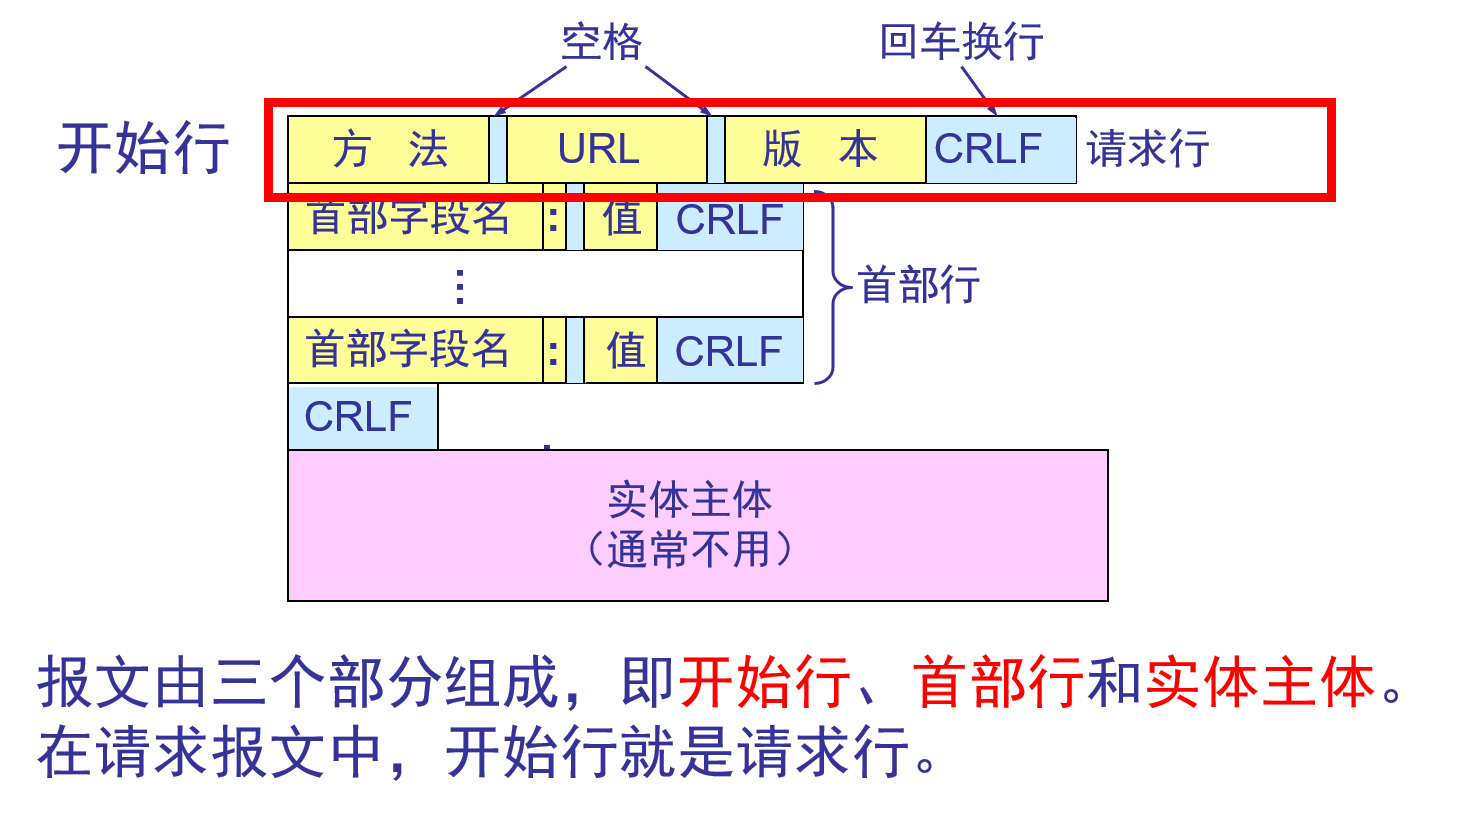 空格 回车换行
开始行 方 法 URL 版 本 CRLF 请求行
首部字段名 : 值 CRLF
⋮ 首部行
首部字段名 : 值 CRLF
CRLF
实体主体
（通常不用）
报文由三个部分组成，即开始行、首部行和实体主体。
在请求报文中，开始行就是请求行。